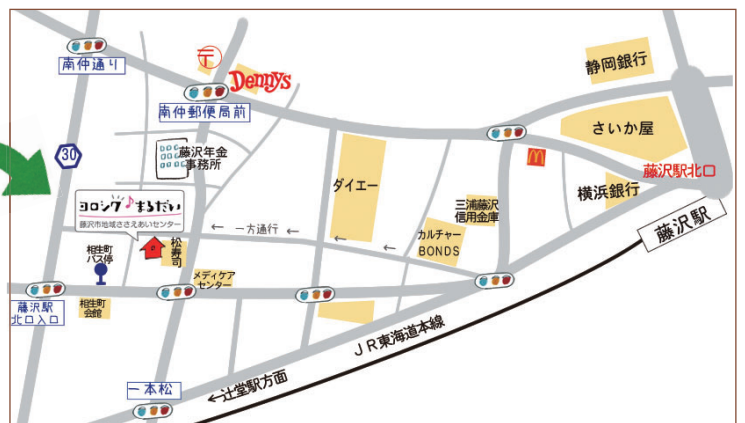 南仲通り
〒
Dennys
南仲郵便局前
静岡銀行
さいか屋
藤沢駅北口
横浜銀行
藤沢駅
30
藤沢年金
事務所
ダイエー
三浦藤沢
信用金庫
ヨロシク♪まるだい
藤沢市地域ささえあいセンター
← 一方通行 ← ← ←
カルチャー
BONDS
松寿司
相生町
バス停
メディケア
センター
相生町
会館
藤沢駅
北口入口
JR東海道本線
←辻堂駅方面
一本松